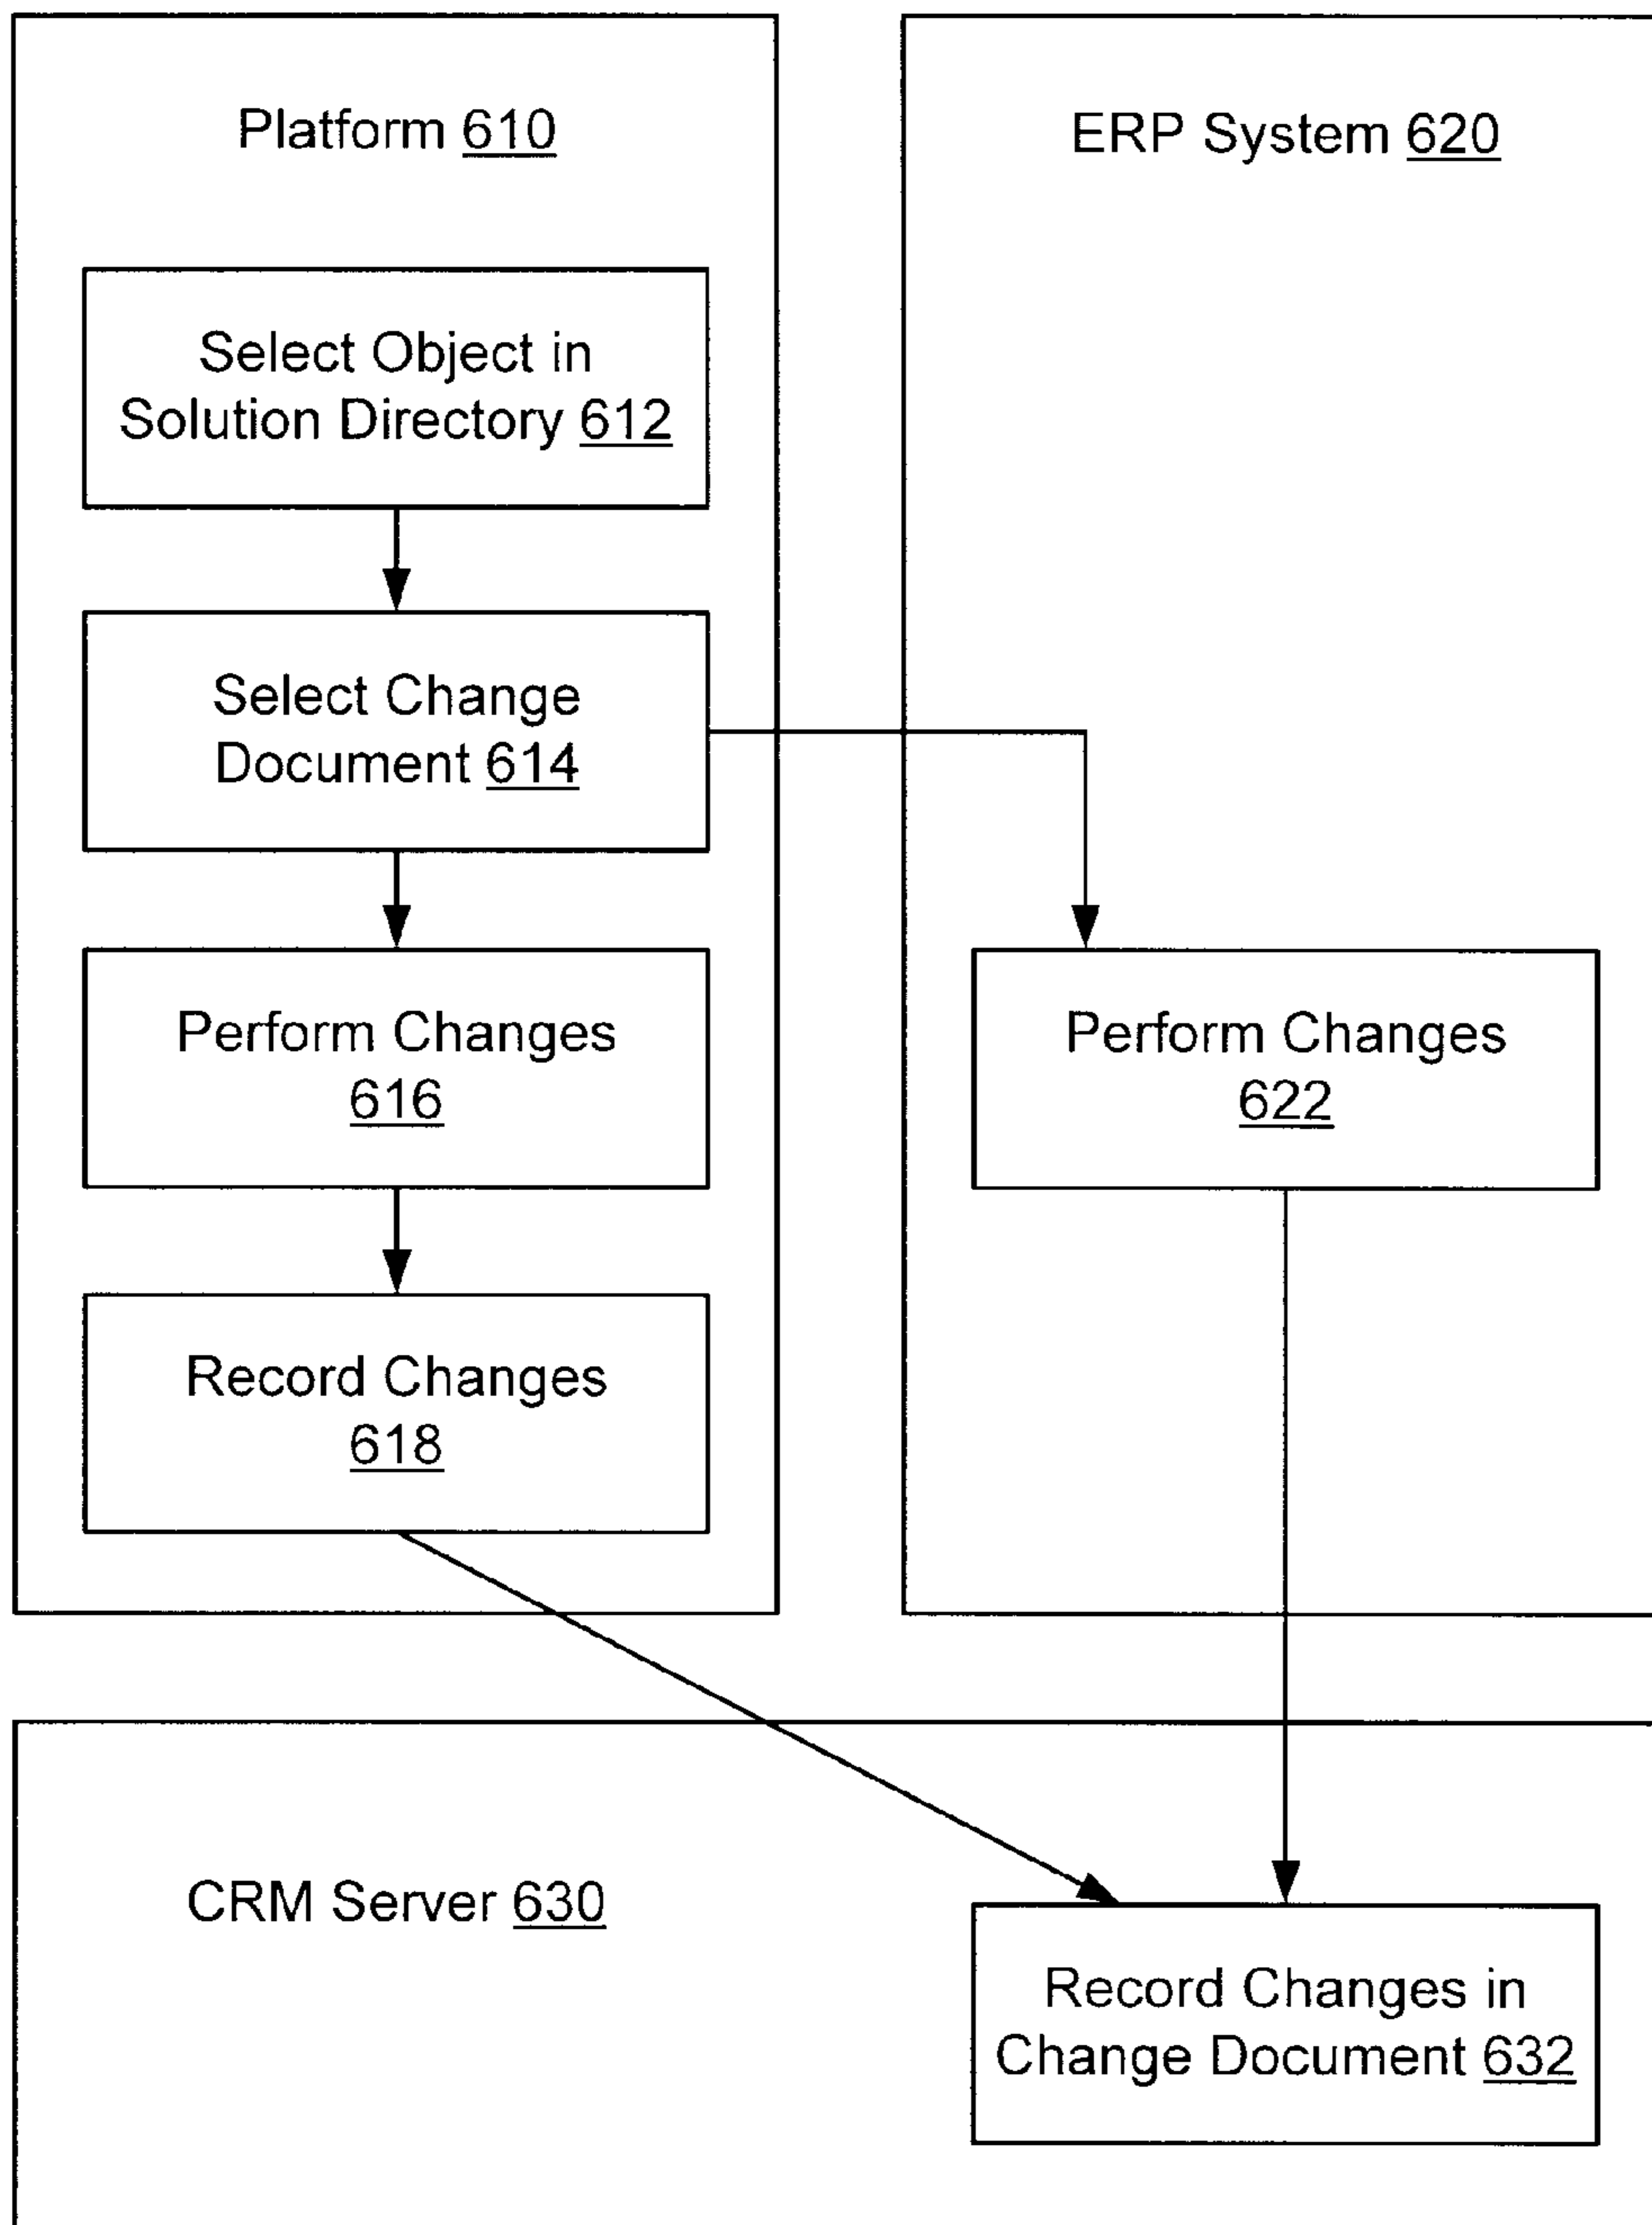 Platform 610
ERP System 620
Select Object in
Solution Directory 612
Select Change
Document 614
Perform Changes
616
Perform Changes
622
Record Changes
618
CRM Server 630
Record Changes in
Change Document 632